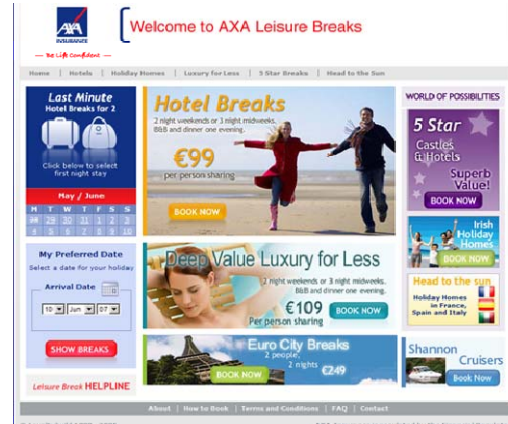 AXA
INSURANCE
Be Life Confident
Welcome to AXA Leisure Breaks
Home | Hotels | Holiday Homes | Luxury for Less | 5 Star Breaks | Head to the Sun
Last Minute
Hotel Breaks for 2
Click below to select
first night stay
May / June
M T W T F S S
28 29 30 31 1 2 3
4 5 6 7 8 9 10
My Preferred Date
Select a date for your holiday
Arrival Date
10 Jun 07
SHOW BREAKS
Leisure Break HELPLINE
Hotel Breaks
2 night weekends or 3 night midweeks.
B&B and dinner one evening.
€99
per person sharing
BOOK NOW
Deep Value Luxury for Less
2 night weekends or 3 night midweeks.
B&B and dinner one evening.
€109
Per person sharing
BOOK NOW
Euro City Breaks
2 people,
2 nights
€249
BOOK NOW
WORLD OF POSSIBILITIES
5 Star
Castles
& Hotels
Superb
Value!
BOOK NOW
Irish
Holiday
Homes
BOOK NOW
Head to the sun
Holiday Homes
in France,
Spain and Italy
Shannon
Cruisers
Book Now
About | How to Book | Terms and Conditions | FAQ | Contact